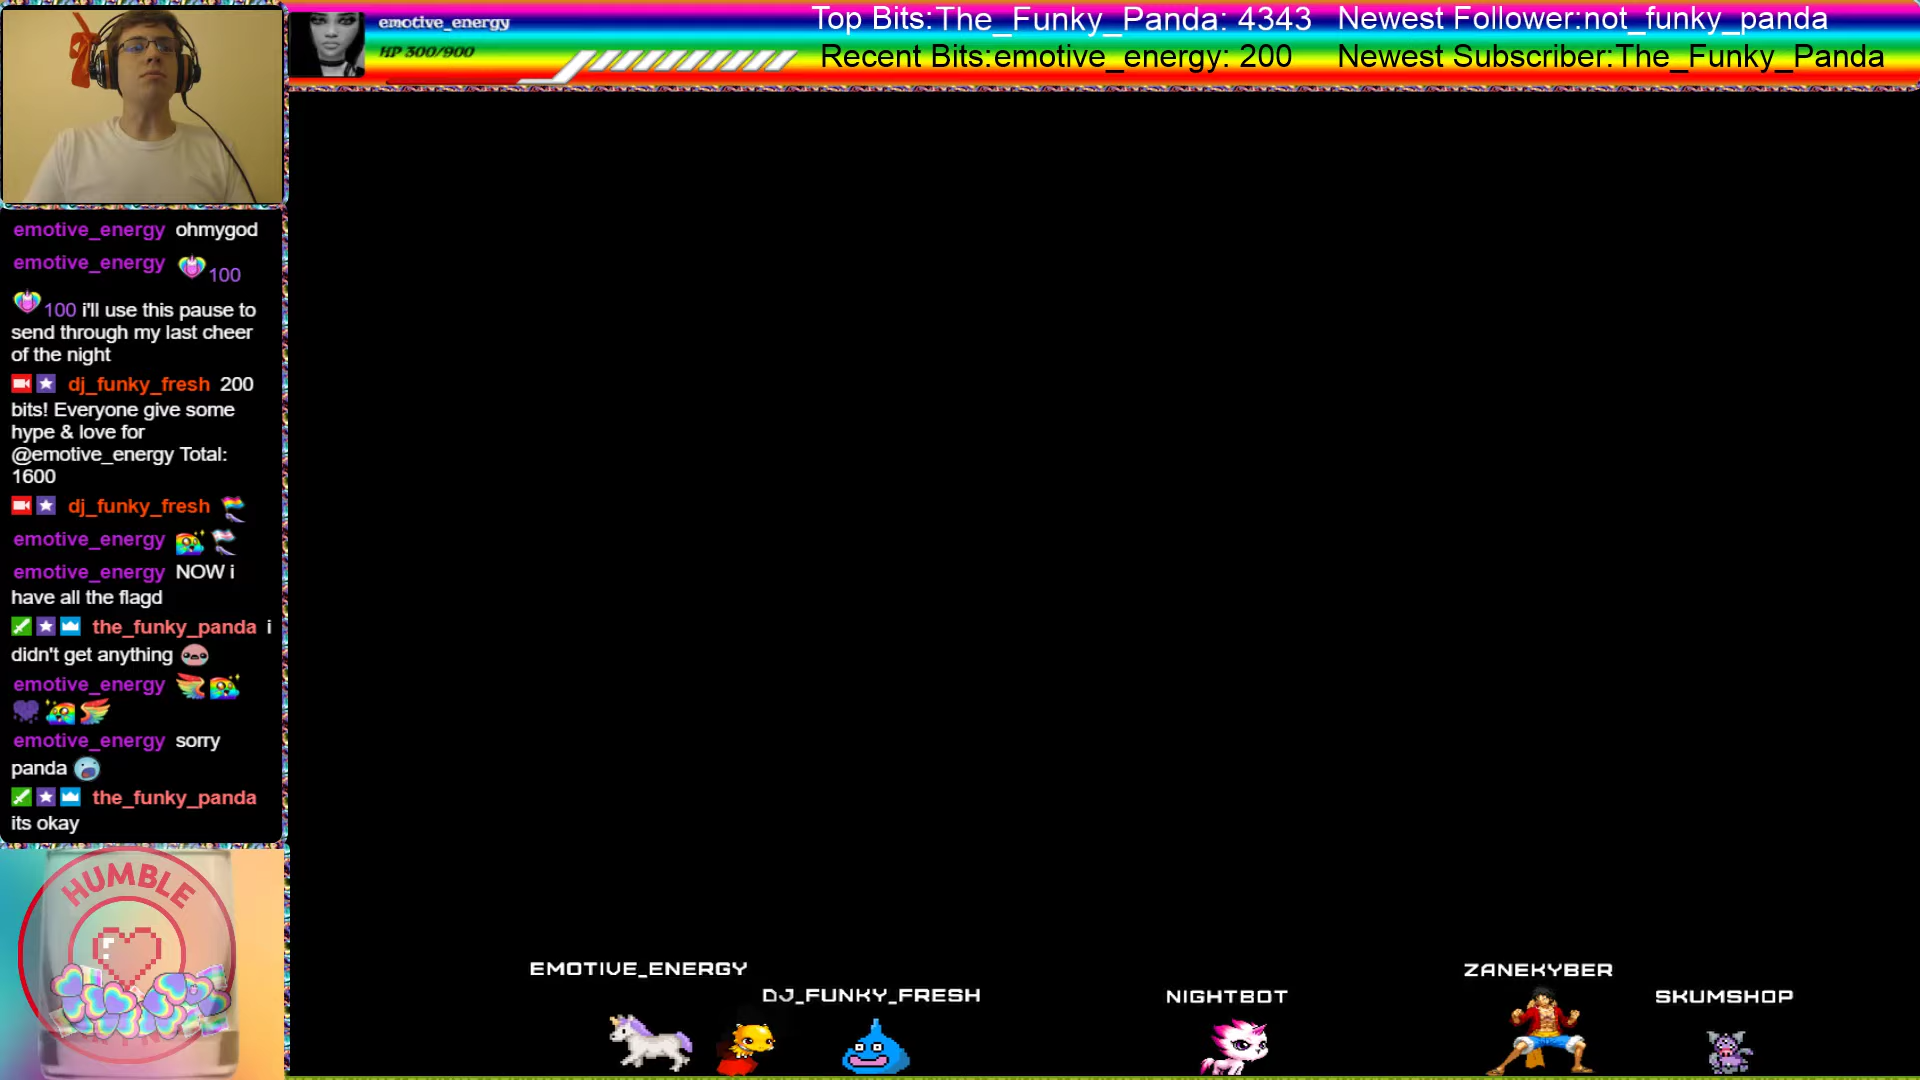 emotive_energy
HP 300/900
Top Bits:The_Funky_Panda: 4343 Newest Follower:not_funky_panda
Recent Bits:emotive_energy: 200 Newest Subscriber:The_Funky_Panda
emotive_energy ohmygod
emotive_energy 100
100 i'll use this pause to
send through my last cheer
of the night
dj_funky_fresh 200
bits! Everyone give some
hype & love for
@emotive_energy Total:
1600
dj_funky_fresh
emotive_energy
emotive_energy NOW i
have all the flagd
the_funky_panda i
didn't get anything
emotive_energy
emotive_energy sorry
panda
the_funky_panda
its okay
HUMBLE
EMOTIVE_ENERGY
DJ_FUNKY_FRESH
NIGHTBOT
ZANEKYBER
SKUMSHOP